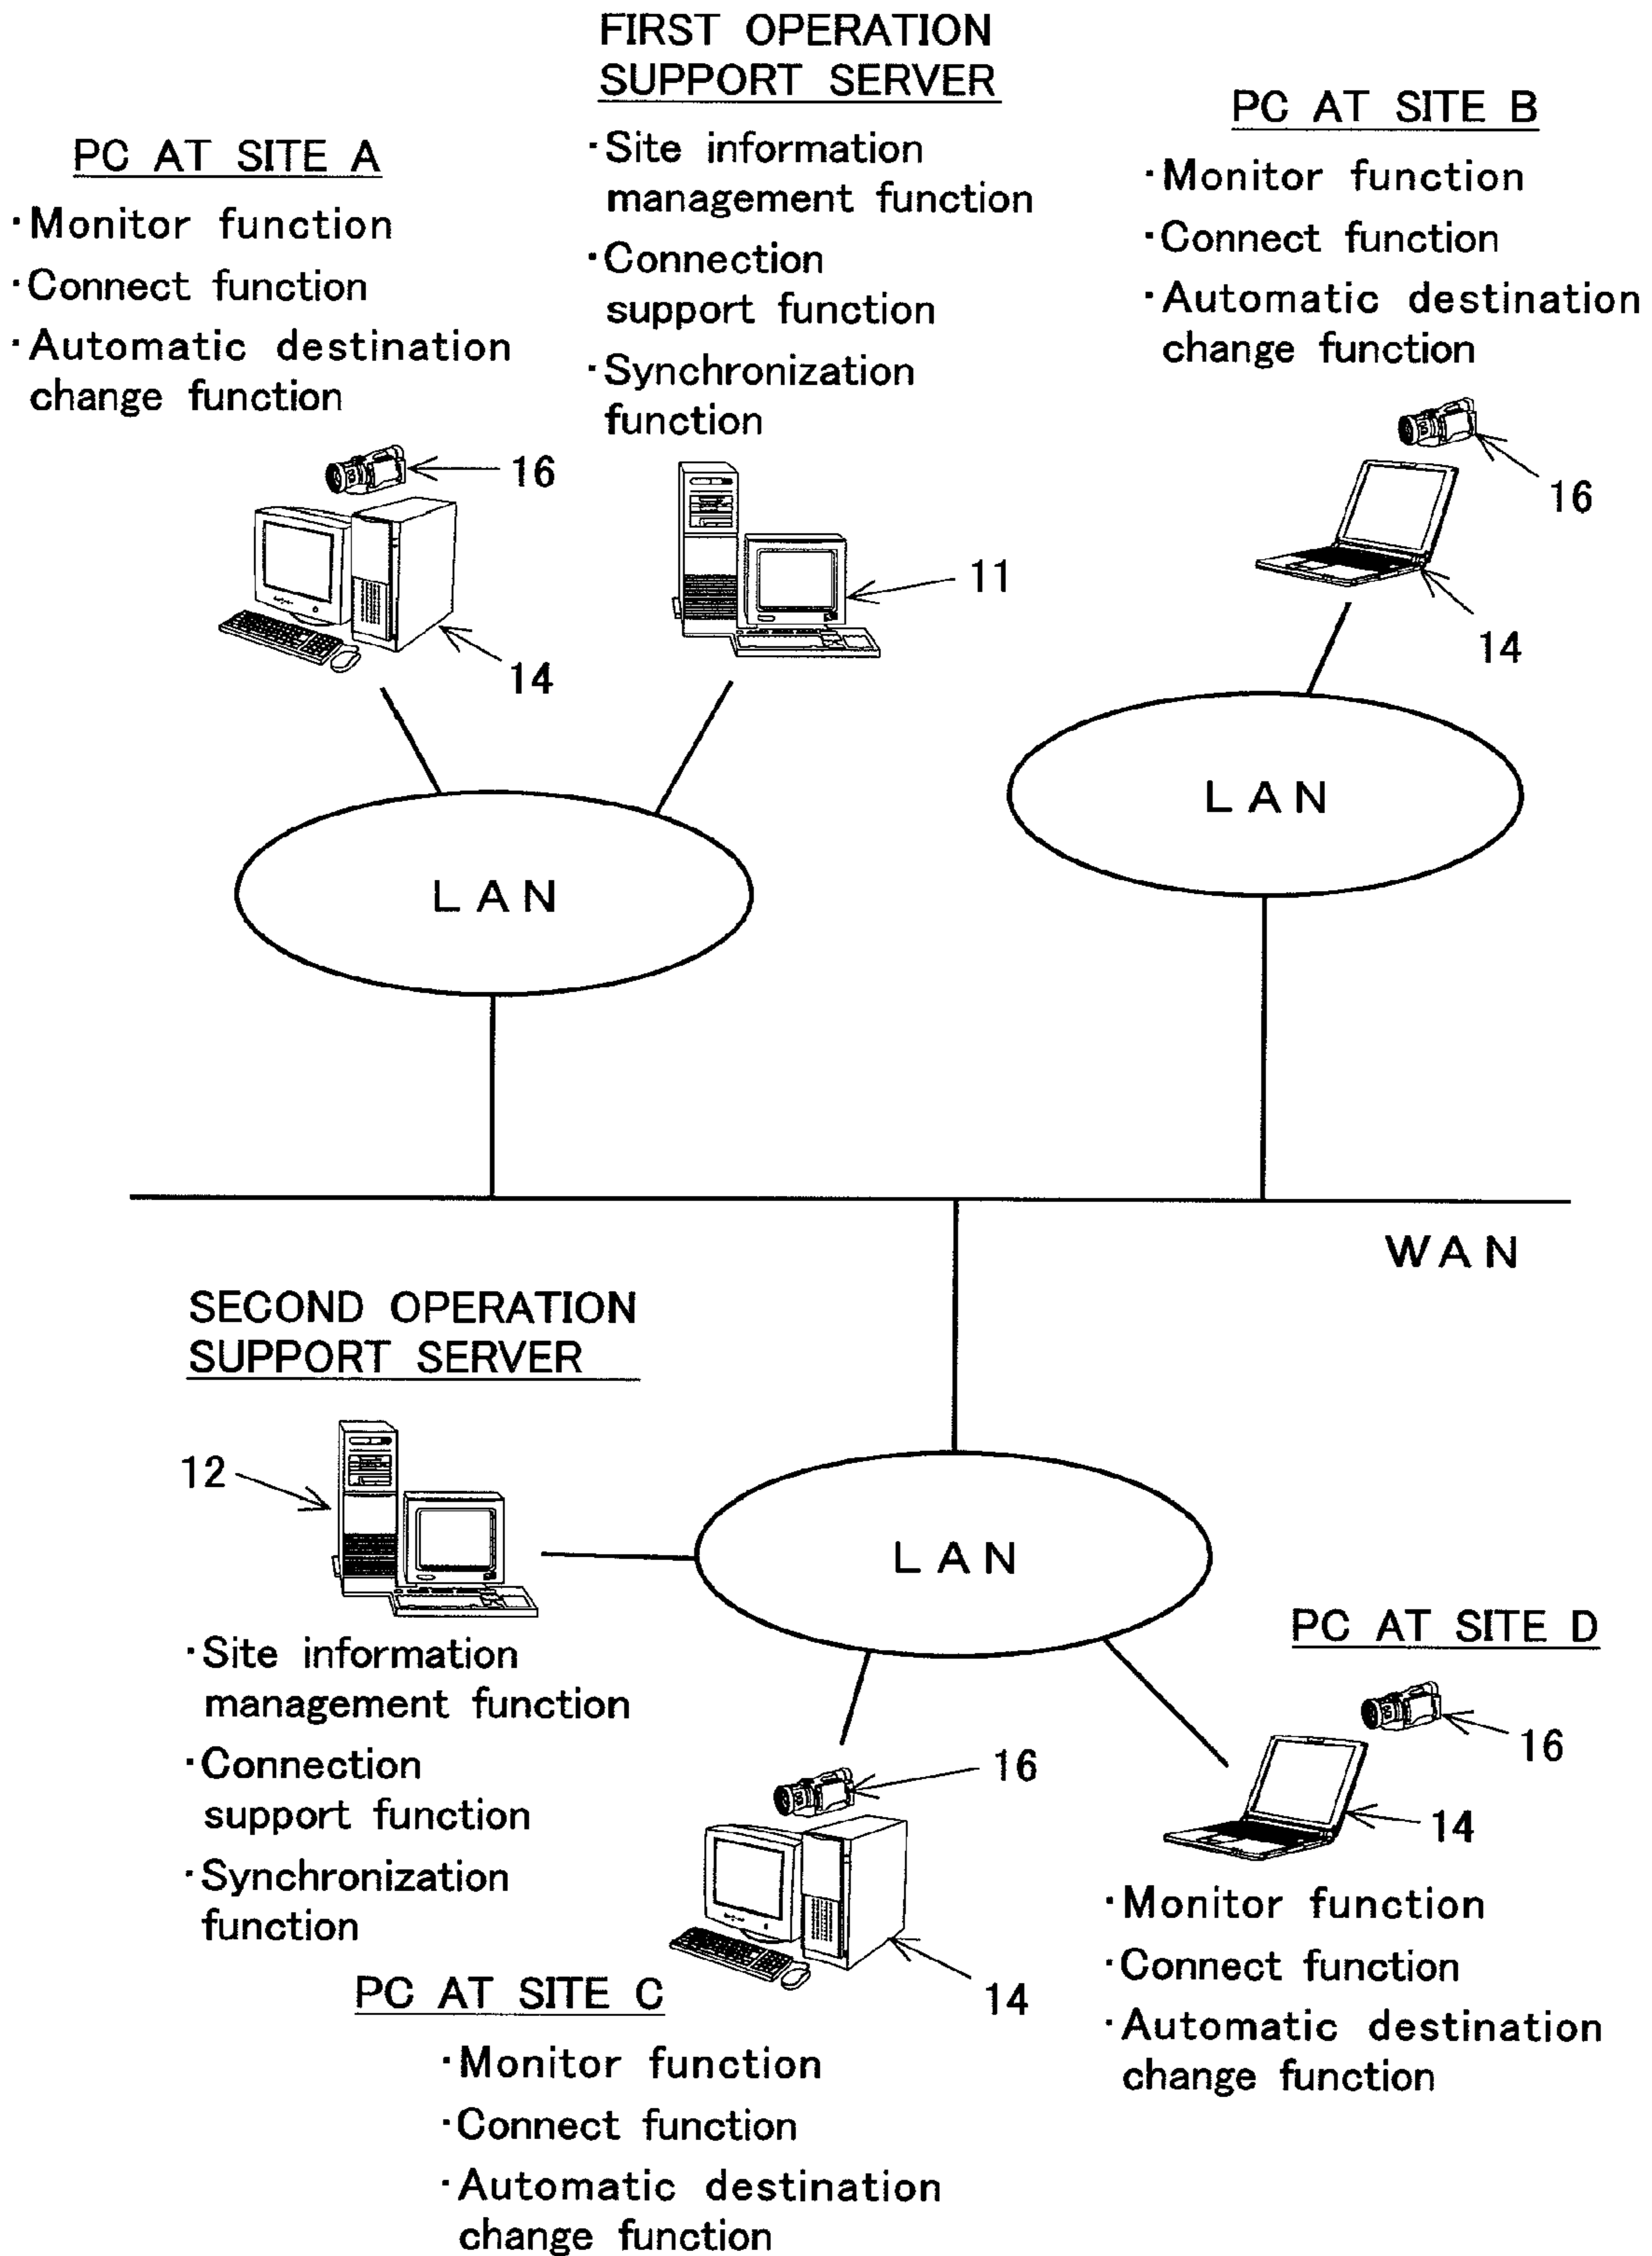 FIRST OPERATION
SUPPORT SERVER
PC AT SITE A
PC AT SITE B
・Site information
management function
・Connection
support function
・Synchronization
function
・Monitor function
・Connect function
・Automatic destination
change function
・Monitor function
・Connect function
・Automatic destination
change function
16
14
11
16
14
LAN
LAN
WAN
SECOND OPERATION
SUPPORT SERVER
12
LAN
・Site information
management function
・Connection
support function
・Synchronization
function
PC AT SITE D
16
14
・Monitor function
・Connect function
・Automatic destination
change function
16
14
PC AT SITE C
・Monitor function
・Connect function
・Automatic destination
change function